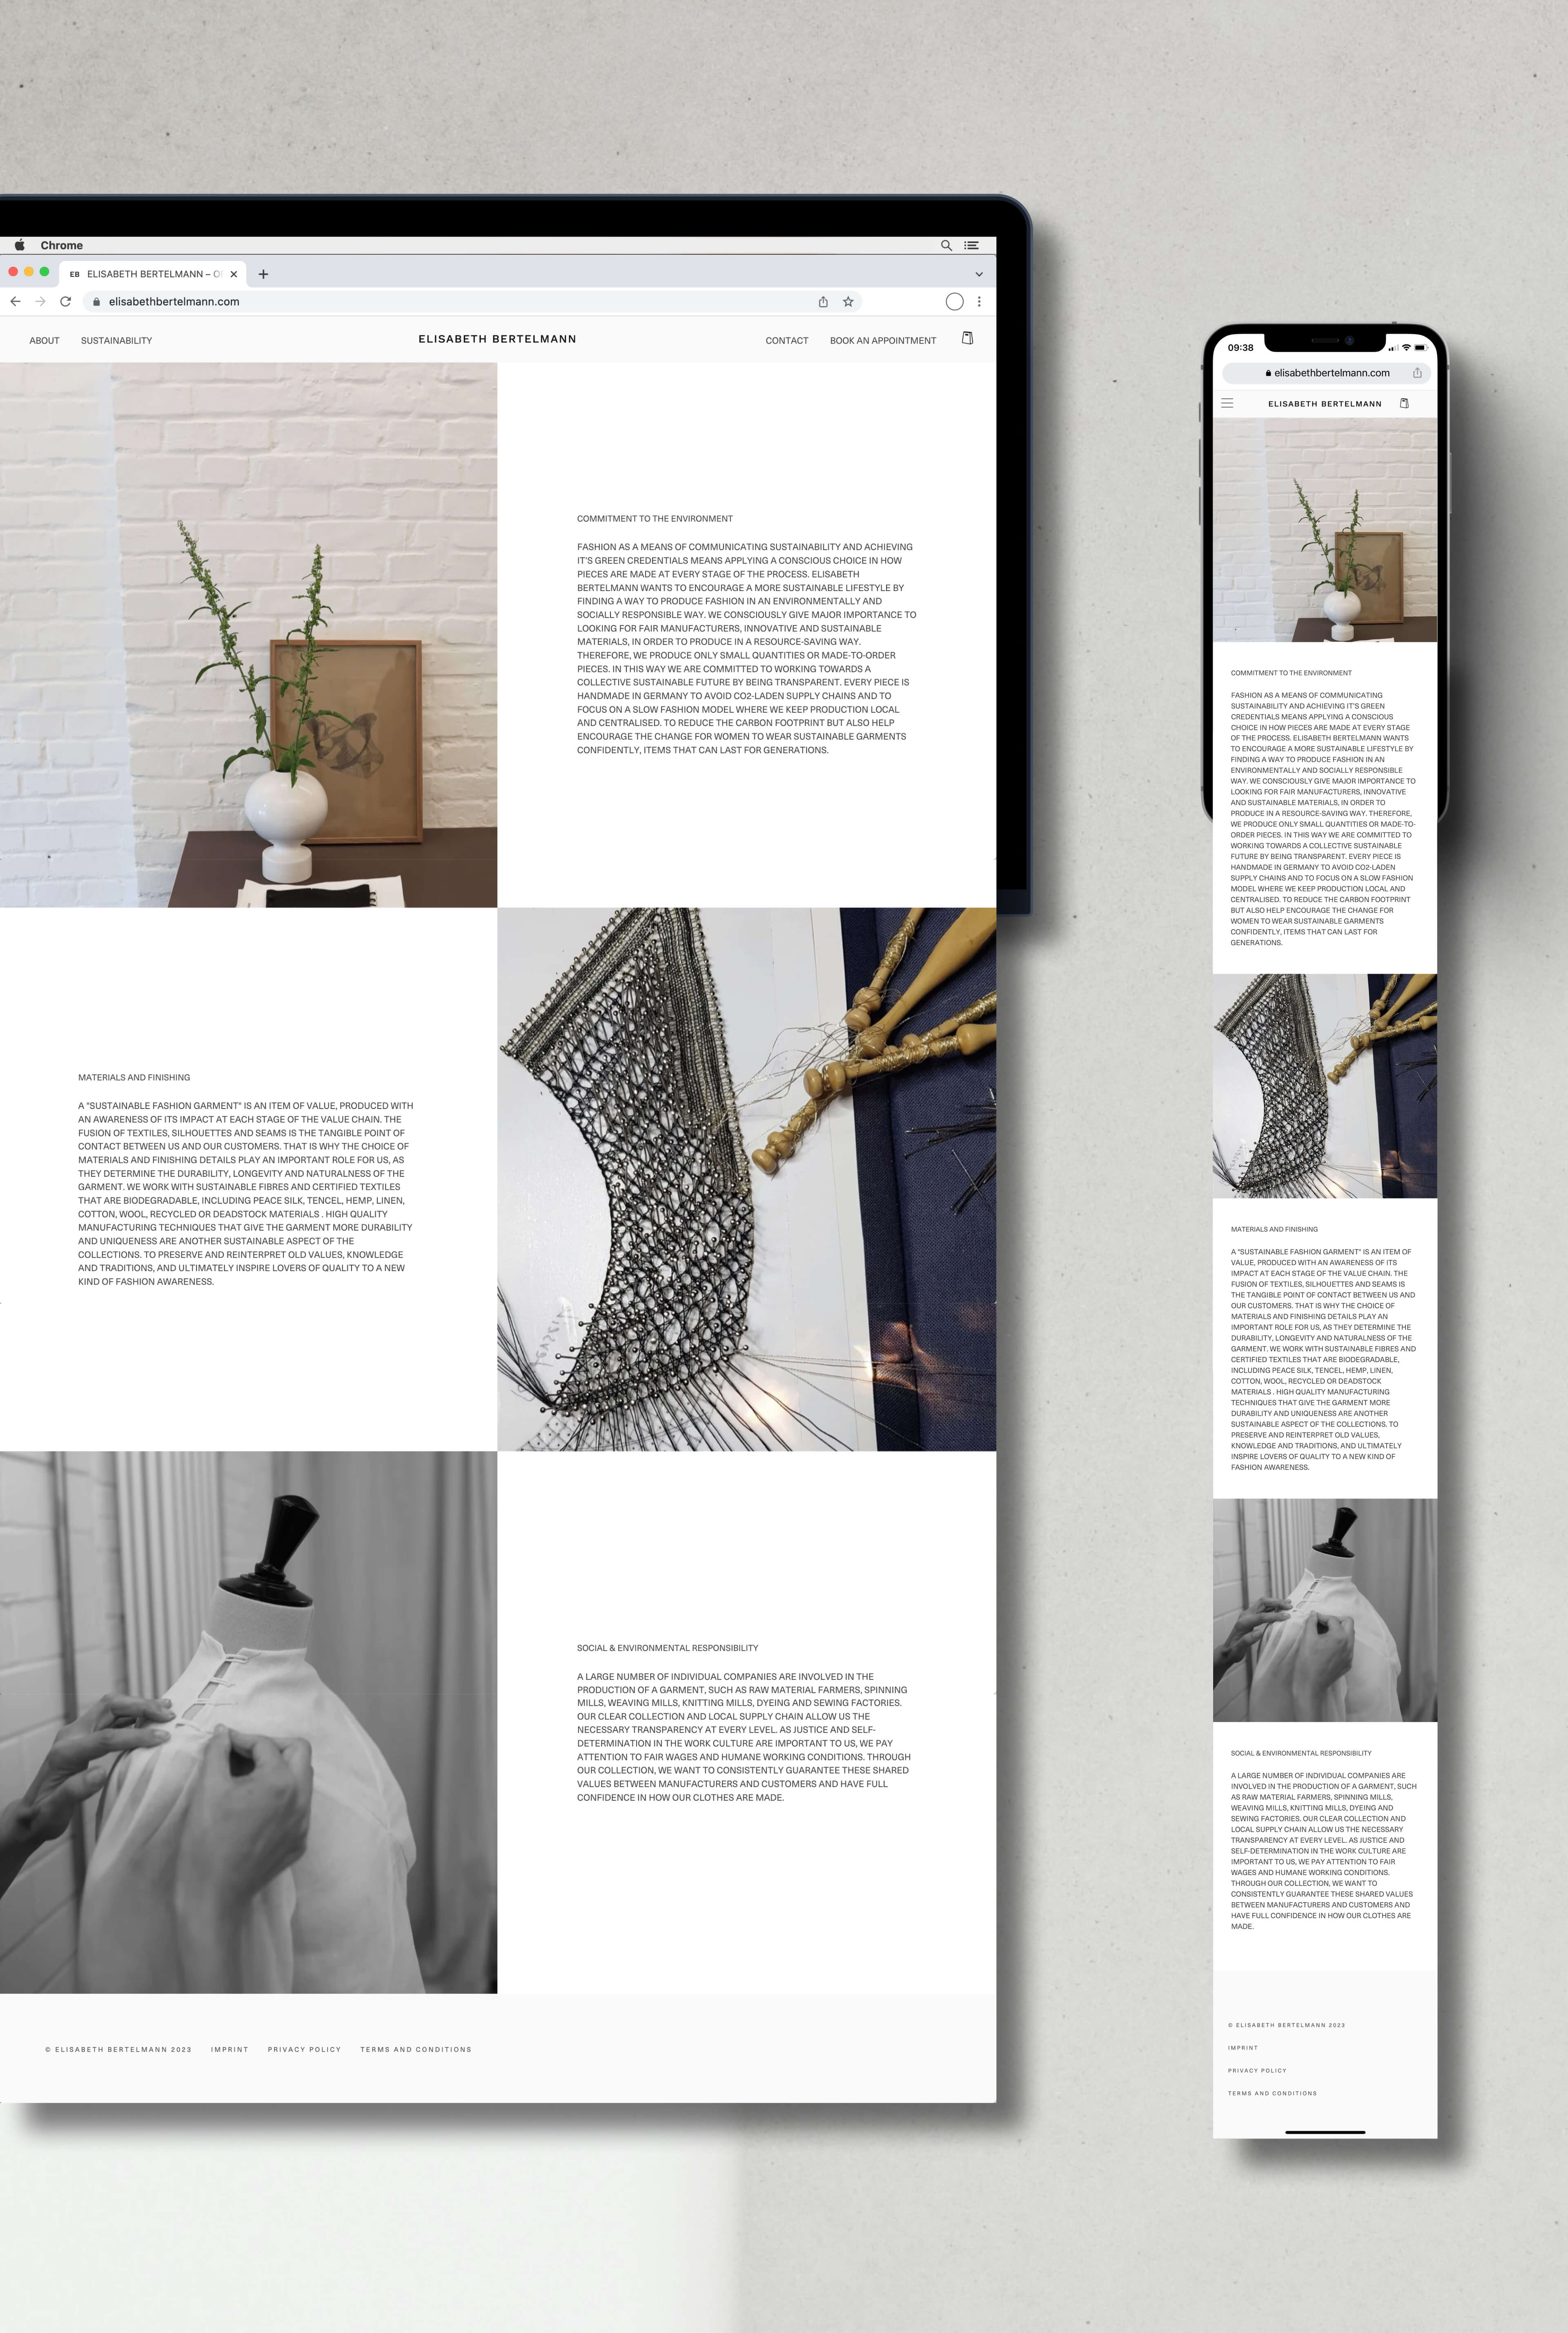 Chrome
EB ELISABETH BERTELMANN – O
elisabethbertelmann.com
ABOUT SUSTAINABILITY ELISABETH BERTELMANN CONTACT BOOK AN APPOINTMENT
COMMITMENT TO THE ENVIRONMENT
FASHION AS A MEANS OF COMMUNICATING SUSTAINABILITY AND ACHIEVING
IT'S GREEN CREDENTIALS MEANS APPLYING A CONSCIOUS CHOICE IN HOW
PIECES ARE MADE AT EVERY STAGE OF THE PROCESS. ELISABETH
BERTELMANN WANTS TO ENCOURAGE A MORE SUSTAINABLE LIFESTYLE BY
FINDING A WAY TO PRODUCE FASHION IN AN ENVIRONMENTALLY AND
SOCIALLY RESPONSIBLE WAY. WE CONSCIOUSLY GIVE MAJOR IMPORTANCE TO
LOOKING FOR FAIR MANUFACTURERS, INNOVATIVE AND SUSTAINABLE
MATERIALS, IN ORDER TO PRODUCE IN A RESOURCE-SAVING WAY.
THEREFORE, WE PRODUCE ONLY SMALL QUANTITIES OR MADE-TO-ORDER
PIECES. IN THIS WAY WE ARE COMMITTED TO WORKING TOWARDS A
COLLECTIVE SUSTAINABLE FUTURE BY BEING TRANSPARENT. EVERY PIECE IS
HANDMADE IN GERMANY TO AVOID CO2-LADEN SUPPLY CHAINS AND TO
FOCUS ON A SLOW FASHION MODEL WHERE WE KEEP PRODUCTION LOCAL
AND CENTRALISED. TO REDUCE THE CARBON FOOTPRINT BUT ALSO HELP
ENCOURAGE THE CHANGE FOR WOMEN TO WEAR SUSTAINABLE GARMENTS
CONFIDENTLY, ITEMS THAT CAN LAST FOR GENERATIONS.
MATERIALS AND FINISHING
A "SUSTAINABLE FASHION GARMENT" IS AN ITEM OF VALUE, PRODUCED WITH
AN AWARENESS OF ITS IMPACT AT EACH STAGE OF THE VALUE CHAIN. THE
FUSION OF TEXTILES, SILHOUETTES AND SEAMS IS THE TANGIBLE POINT OF
CONTACT BETWEEN US AND OUR CUSTOMERS. THAT IS WHY THE CHOICE OF
MATERIALS AND FINISHING DETAILS PLAY AN IMPORTANT ROLE FOR US, AS
THEY DETERMINE THE DURABILITY, LONGEVITY AND NATURALNESS OF THE
GARMENT. WE WORK WITH SUSTAINABLE FIBRES AND CERTIFIED TEXTILES
THAT ARE BIODEGRADABLE, INCLUDING PEACE SILK, TENCEL, HEMP, LINEN,
COTTON, WOOL, RECYCLED OR DEADSTOCK MATERIALS . HIGH QUALITY
MANUFACTURING TECHNIQUES THAT GIVE THE GARMENT MORE DURABILITY
AND UNIQUENESS ARE ANOTHER SUSTAINABLE ASPECT OF THE
COLLECTIONS. TO PRESERVE AND REINTERPRET OLD VALUES, KNOWLEDGE
AND TRADITIONS, AND ULTIMATELY INSPIRE LOVERS OF QUALITY TO A NEW
KIND OF FASHION AWARENESS.
SOCIAL & ENVIRONMENTAL RESPONSIBILITY
A LARGE NUMBER OF INDIVIDUAL COMPANIES ARE INVOLVED IN THE
PRODUCTION OF A GARMENT, SUCH AS RAW MATERIAL FARMERS, SPINNING
MILLS, WEAVING MILLS, KNITTING MILLS, DYEING AND SEWING FACTORIES.
OUR CLEAR COLLECTION AND LOCAL SUPPLY CHAIN ALLOW US THE
NECESSARY TRANSPARENCY AT EVERY LEVEL. AS JUSTICE AND SELF-
DETERMINATION IN THE WORK CULTURE ARE IMPORTANT TO US, WE PAY
ATTENTION TO FAIR WAGES AND HUMANE WORKING CONDITIONS. THROUGH
OUR COLLECTION, WE WANT TO CONSISTENTLY GUARANTEE THESE SHARED
VALUES BETWEEN MANUFACTURERS AND CUSTOMERS AND HAVE FULL
CONFIDENCE IN HOW OUR CLOTHES ARE MADE.
© ELISABETH BERTELMANN 2023 IMPRINT PRIVACY POLICY TERMS AND CONDITIONS
09:38
elisabethbertelmann.com
ELISABETH BERTELMANN
COMMITMENT TO THE ENVIRONMENT
FASHION AS A MEANS OF COMMUNICATING
SUSTAINABILITY AND ACHIEVING IT'S GREEN
CREDENTIALS MEANS APPLYING A CONSCIOUS
CHOICE IN HOW PIECES ARE MADE AT EVERY STAGE
OF THE PROCESS. ELISABETH BERTELMANN WANTS
TO ENCOURAGE A MORE SUSTAINABLE LIFESTYLE BY
FINDING A WAY TO PRODUCE FASHION IN AN
ENVIRONMENTALLY AND SOCIALLY RESPONSIBLE
WAY. WE CONSCIOUSLY GIVE MAJOR IMPORTANCE TO
LOOKING FOR FAIR MANUFACTURERS, INNOVATIVE
AND SUSTAINABLE MATERIALS, IN ORDER TO
PRODUCE IN A RESOURCE-SAVING WAY. THEREFORE,
WE PRODUCE ONLY SMALL QUANTITIES OR MADE-TO-
ORDER PIECES. IN THIS WAY WE ARE COMMITTED TO
WORKING TOWARDS A COLLECTIVE SUSTAINABLE
FUTURE BY BEING TRANSPARENT. EVERY PIECE IS
HANDMADE IN GERMANY TO AVOID CO2-LADEN
SUPPLY CHAINS AND TO FOCUS ON A SLOW FASHION
MODEL WHERE WE KEEP PRODUCTION LOCAL AND
CENTRALISED. TO REDUCE THE CARBON FOOTPRINT
BUT ALSO HELP ENCOURAGE THE CHANGE FOR
WOMEN TO WEAR SUSTAINABLE GARMENTS
CONFIDENTLY, ITEMS THAT CAN LAST FOR
GENERATIONS.
MATERIALS AND FINISHING
A "SUSTAINABLE FASHION GARMENT" IS AN ITEM OF
VALUE, PRODUCED WITH AN AWARENESS OF ITS
IMPACT AT EACH STAGE OF THE VALUE CHAIN. THE
FUSION OF TEXTILES, SILHOUETTES AND SEAMS IS
THE TANGIBLE POINT OF CONTACT BETWEEN US AND
OUR CUSTOMERS. THAT IS WHY THE CHOICE OF
MATERIALS AND FINISHING DETAILS PLAY AN
IMPORTANT ROLE FOR US, AS THEY DETERMINE THE
DURABILITY, LONGEVITY AND NATURALNESS OF THE
GARMENT. WE WORK WITH SUSTAINABLE FIBRES AND
CERTIFIED TEXTILES THAT ARE BIODEGRADABLE,
INCLUDING PEACE SILK, TENCEL, HEMP, LINEN,
COTTON, WOOL, RECYCLED OR DEADSTOCK
MATERIALS . HIGH QUALITY MANUFACTURING
TECHNIQUES THAT GIVE THE GARMENT MORE
DURABILITY AND UNIQUENESS ARE ANOTHER
SUSTAINABLE ASPECT OF THE COLLECTIONS. TO
PRESERVE AND REINTERPRET OLD VALUES,
KNOWLEDGE AND TRADITIONS, AND ULTIMATELY
INSPIRE LOVERS OF QUALITY TO A NEW KIND OF
FASHION AWARENESS.
SOCIAL & ENVIRONMENTAL RESPONSIBILITY
A LARGE NUMBER OF INDIVIDUAL COMPANIES ARE
INVOLVED IN THE PRODUCTION OF A GARMENT, SUCH
AS RAW MATERIAL FARMERS, SPINNING MILLS,
WEAVING MILLS, KNITTING MILLS, DYEING AND
SEWING FACTORIES. OUR CLEAR COLLECTION AND
LOCAL SUPPLY CHAIN ALLOW US THE NECESSARY
TRANSPARENCY AT EVERY LEVEL. AS JUSTICE AND
SELF-DETERMINATION IN THE WORK CULTURE ARE
IMPORTANT TO US, WE PAY ATTENTION TO FAIR
WAGES AND HUMANE WORKING CONDITIONS.
THROUGH OUR COLLECTION, WE WANT TO
CONSISTENTLY GUARANTEE THESE SHARED VALUES
BETWEEN MANUFACTURERS AND CUSTOMERS AND
HAVE FULL CONFIDENCE IN HOW OUR CLOTHES ARE
MADE.
© ELISABETH BERTELMANN 2023
IMPRINT
PRIVACY POLICY
TERMS AND CONDITIONS